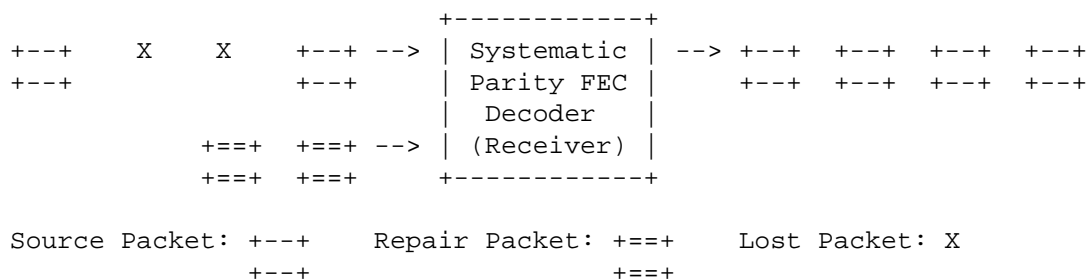 +------------+
+--+    X    X    +--+ -->    | Systematic | --> +--+  +--+  +--+  +--+
+--+              +--+        | Parity FEC |     +--+  +--+  +--+  +--+
                              |  Decoder   |
            +==+  +==+ -->    | (Receiver) |
            +==+  +==+        +------------+
Source Packet: +--+    Repair Packet: +==+    Lost Packet: X
               +--+                   +==+